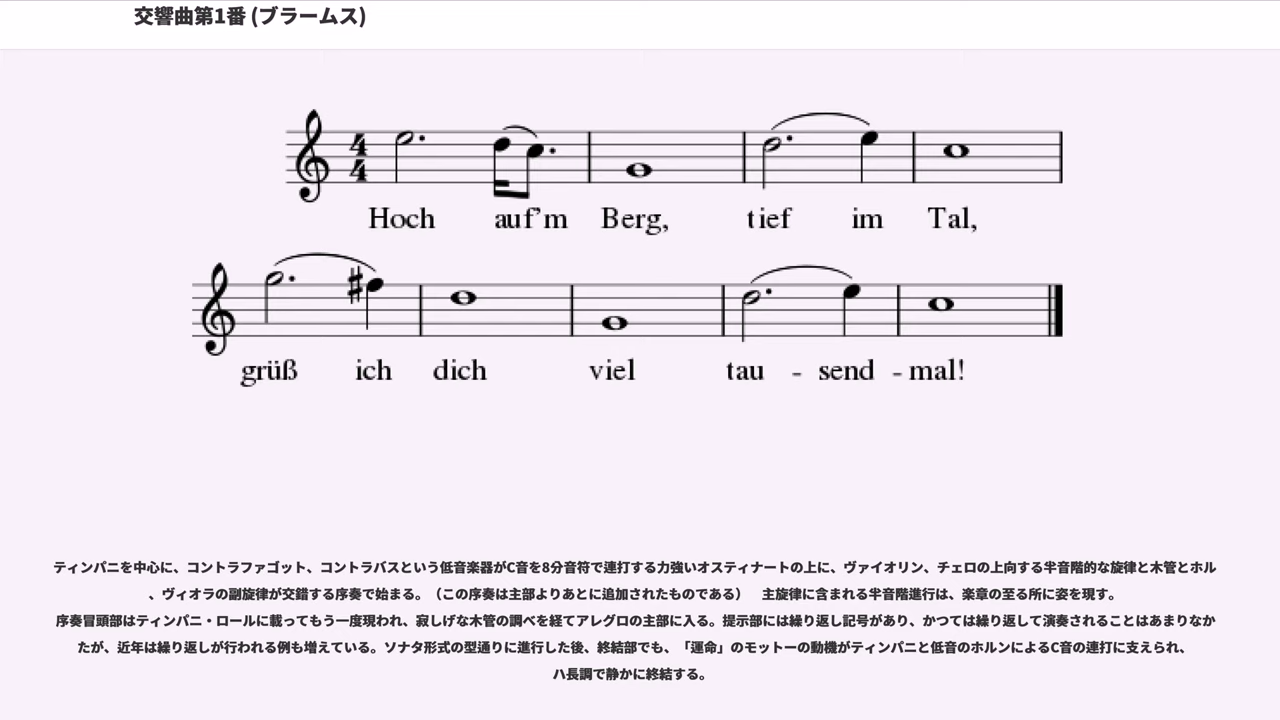 交響曲第1番 (ブラームス)
4
4
Hoch auf'm Berg, tief im Tal,
grüß ich dich viel tau - send - mal!
ティンパニを中心に、コントラファゴット、コントラバスという低音楽器がC音を8分音符で連打する力強いオスティナートの上に、ヴァイオリン、チェロの上向する半音階的な旋律と木管とホル
、ヴィオラの副旋律が交錯する序奏で始まる。（この序奏は主部よりあとに追加されたものである）　主旋律に含まれる半音階進行は、楽章の至る所に姿を現す。
序奏冒頭部はティンパニ・ロールに載ってもう一度現われ、寂しげな木管の調べを経てアレグロの主部に入る。提示部には繰り返し記号があり、かつては繰り返して演奏されることはあまりなか
たが、近年は繰り返しが行われる例も増えている。ソナタ形式の型通りに進行した後、終結部でも、「運命」のモットーの動機がティンパニと低音のホルンによるC音の連打に支えられ、
ハ長調で静かに終結する。